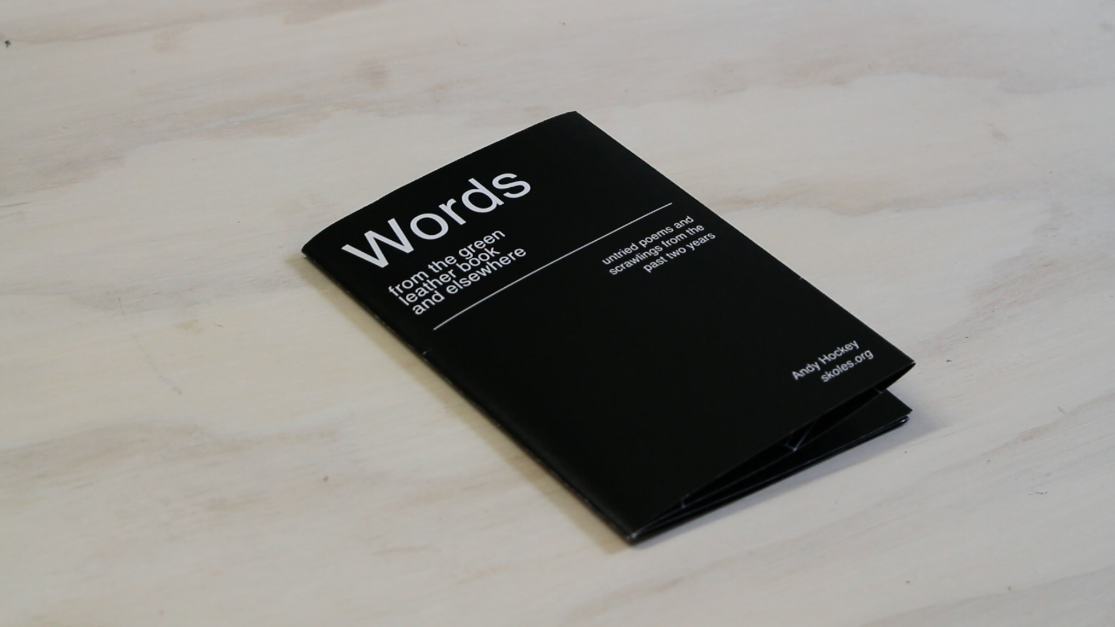 Words
from the green
leather book
and elsewhere
untried poems and
scrawlings from the
past two years
Andy Hockey
skoles.org